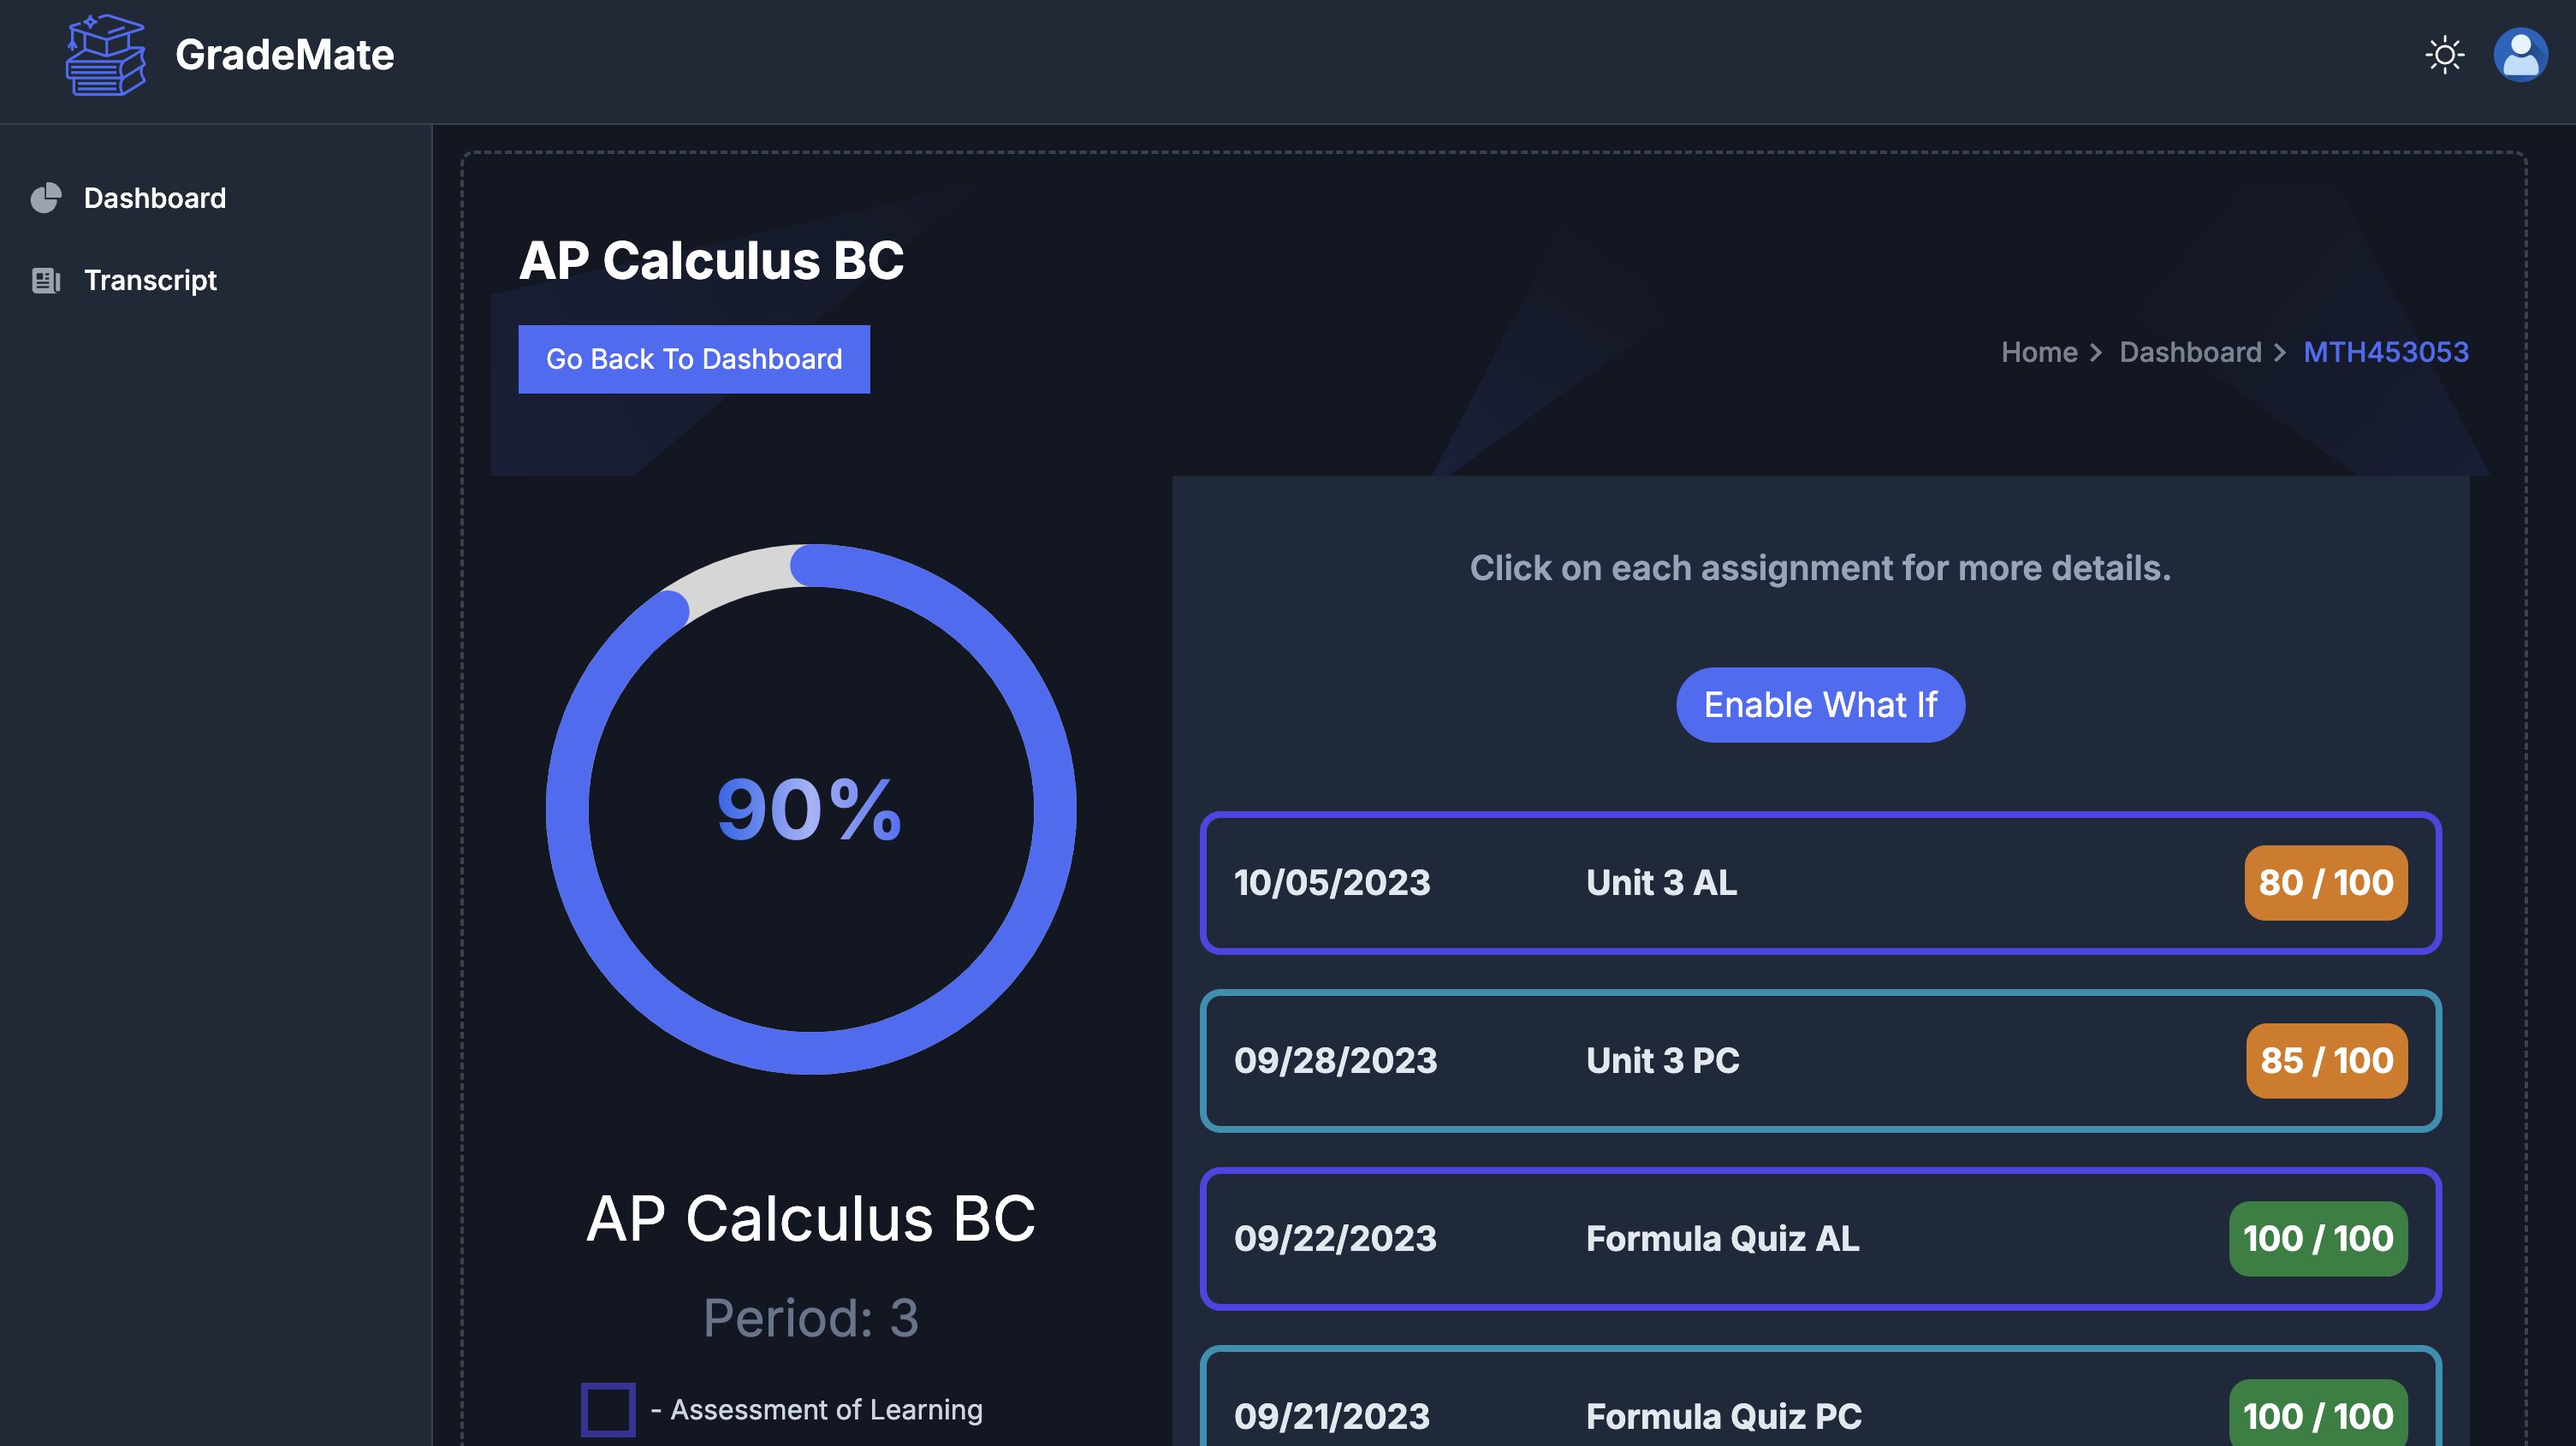 GradeMate
Dashboard
Transcript
AP Calculus BC
Go Back To Dashboard
Home > Dashboard > MTH453053
90%
AP Calculus BC
Period: 3
- Assessment of Learning
Click on each assignment for more details.
Enable What If
10/05/2023 Unit 3 AL 80 / 100
09/28/2023 Unit 3 PC 85 / 100
09/22/2023 Formula Quiz AL 100 / 100
09/21/2023 Formula Quiz PC 100 / 100